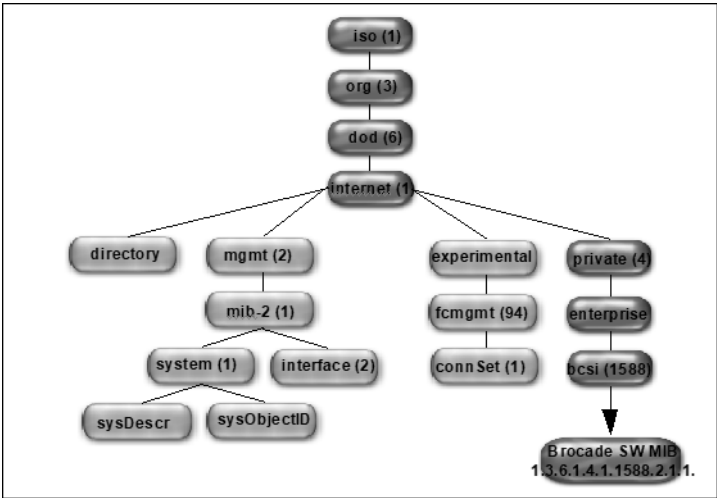 iso (1)
org (3)
dod (6)
internet (1)
directory
mgmt (2)
experimental
private (4)
mib-2 (1)
fcmgmt (94)
enterprise
system (1)
interface (2)
connSet (1)
bcsi (1588)
sysDescr
sysObjectID
Brocade SW MIB
1.3.6.1.4.1.1588.2.1.1.